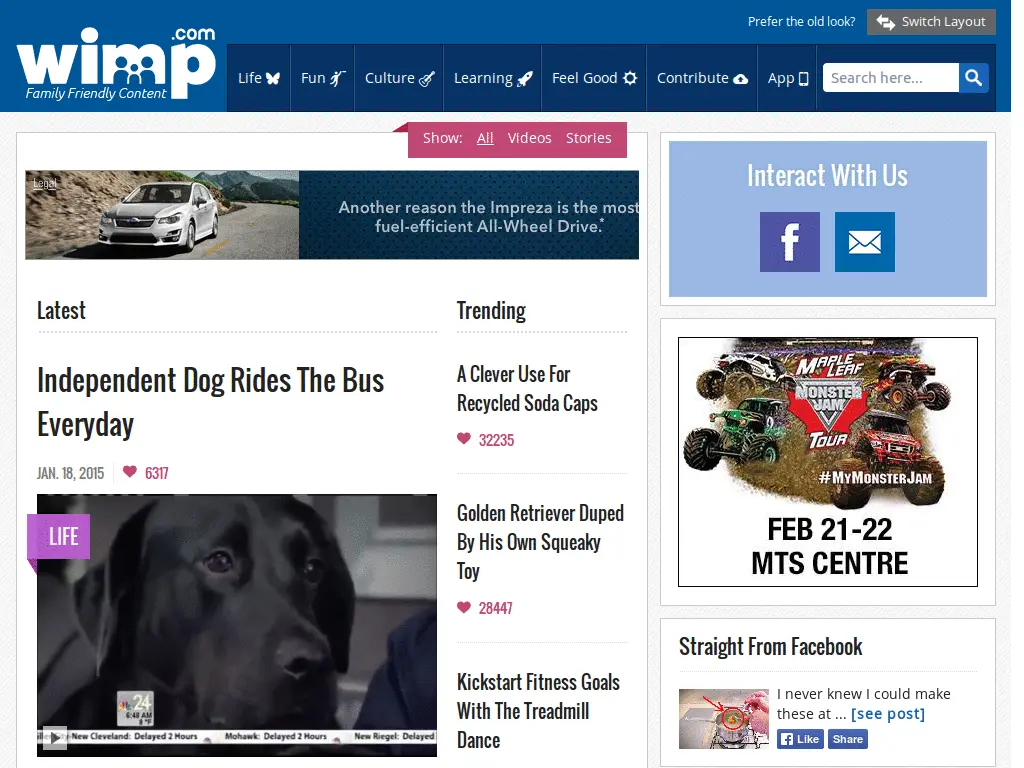 Prefer the old look?
Switch Layout
wimp.com
Family Friendly Content
Life
Fun
Culture
Learning
Feel Good
Contribute
App
Search here...
Show: All Videos Stories
Legal
Another reason the Impreza is the most
fuel-efficient All-Wheel Drive.*
Interact With Us
f
Latest
Independent Dog Rides The Bus
Everyday
JAN. 18, 2015
6317
LIFE
24
6:48 AM
8 °F
New Cleveland: Delayed 2 Hours
Mohawk: Delayed 2 Hours
New Riegel: Delayed
Trending
A Clever Use For
Recycled Soda Caps
32235
Golden Retriever Duped
By His Own Squeaky
Toy
28447
Kickstart Fitness Goals
With The Treadmill
Dance
MAPLE LEAF
MONSTER
JAM
TOUR
#MYMONSTERJAM
FEB 21-22
MTS CENTRE
Straight From Facebook
I never knew I could make
these at ... [see post]
Like
Share